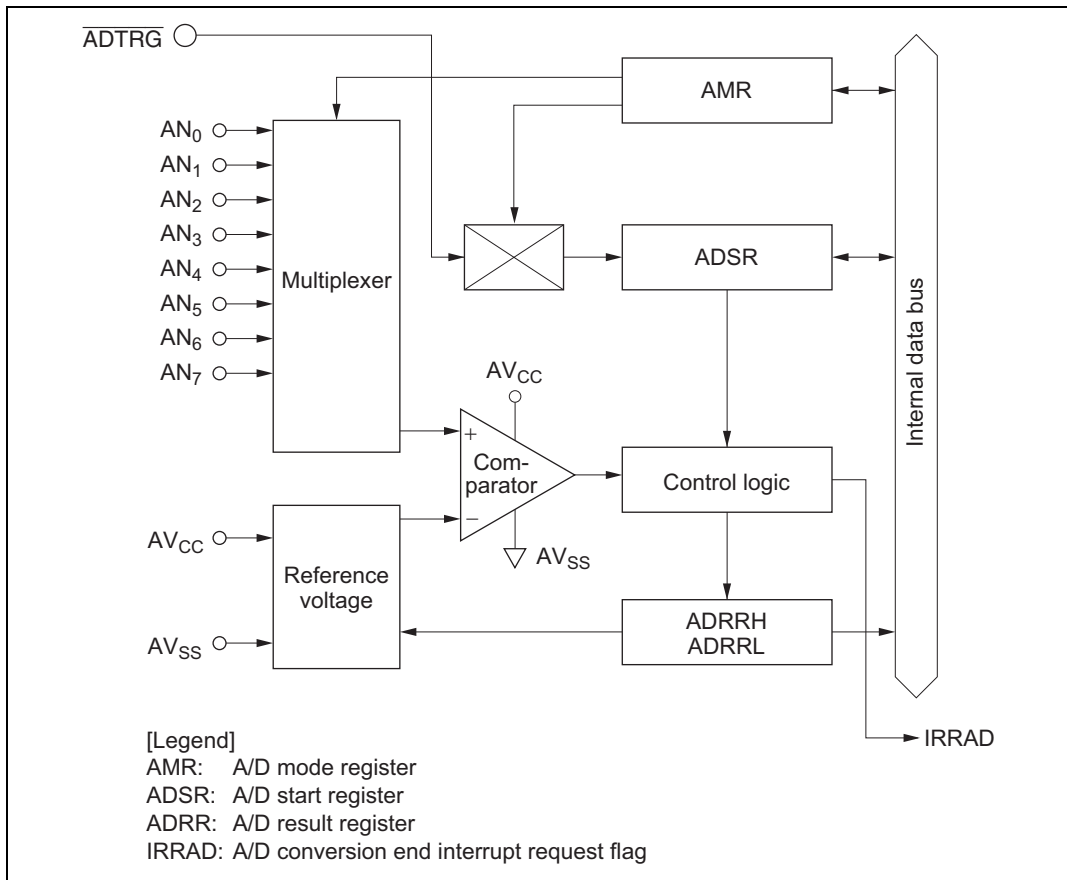 ADTRG
AMR
AN0
AN1
AN2
AN3
AN4
AN5
AN6
AN7
Multiplexer
ADSR
Internal data bus
AVCC
+
Com-
parator
−
AVSS
Control logic
AVCC
AVSS
Reference
voltage
ADRRH
ADRRL
IRRAD
[Legend]
AMR: A/D mode register
ADSR: A/D start register
ADRR: A/D result register
IRRAD: A/D conversion end interrupt request flag